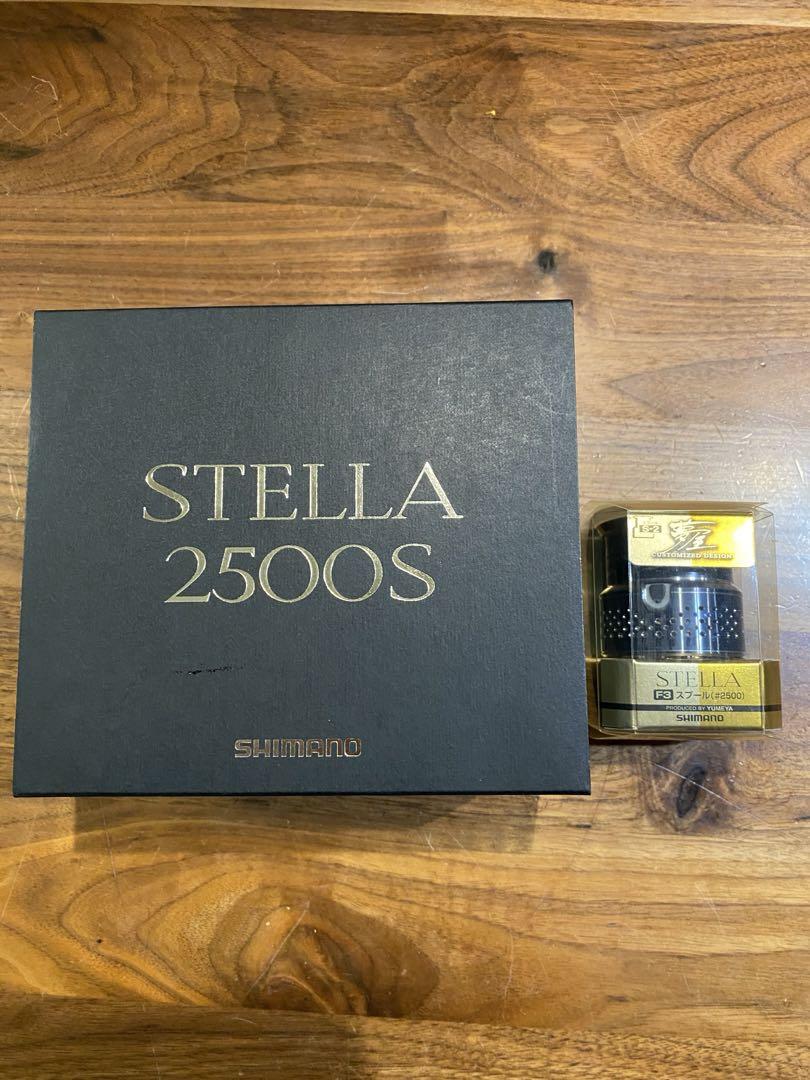 STELLA
2500S
SHIMANO
CUSTOMIZED DESIGN
STELLA
F3 スプール(#2500)
PRODUCED BY YUMEYA
SHIMANO